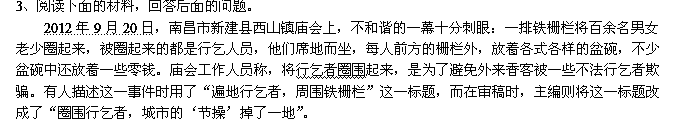 3、阅读下面的材料，回答后面的问题。
2012 年 9 月 20 日，南昌市新建县西山镇庙会上，不和谐的一幕十分刺眼：一排铁栅栏将百余名男女
老少圈起来，被圈起来的都是行乞人员，他们席地而坐，每人前方的栅栏外，放着各式各样的盆碗，不少
盆碗中还放着一些零钱。庙会工作人员称，将行乞者圈围起来，是为了避免外来香客被一些不法行乞者欺
骗。有人描述这一事件时用了“遍地行乞者，周围铁栅栏”这一标题，而在审稿时，主编则将这一标题改
成了“圈围行乞者，城市的‘节操’掉了一地”。